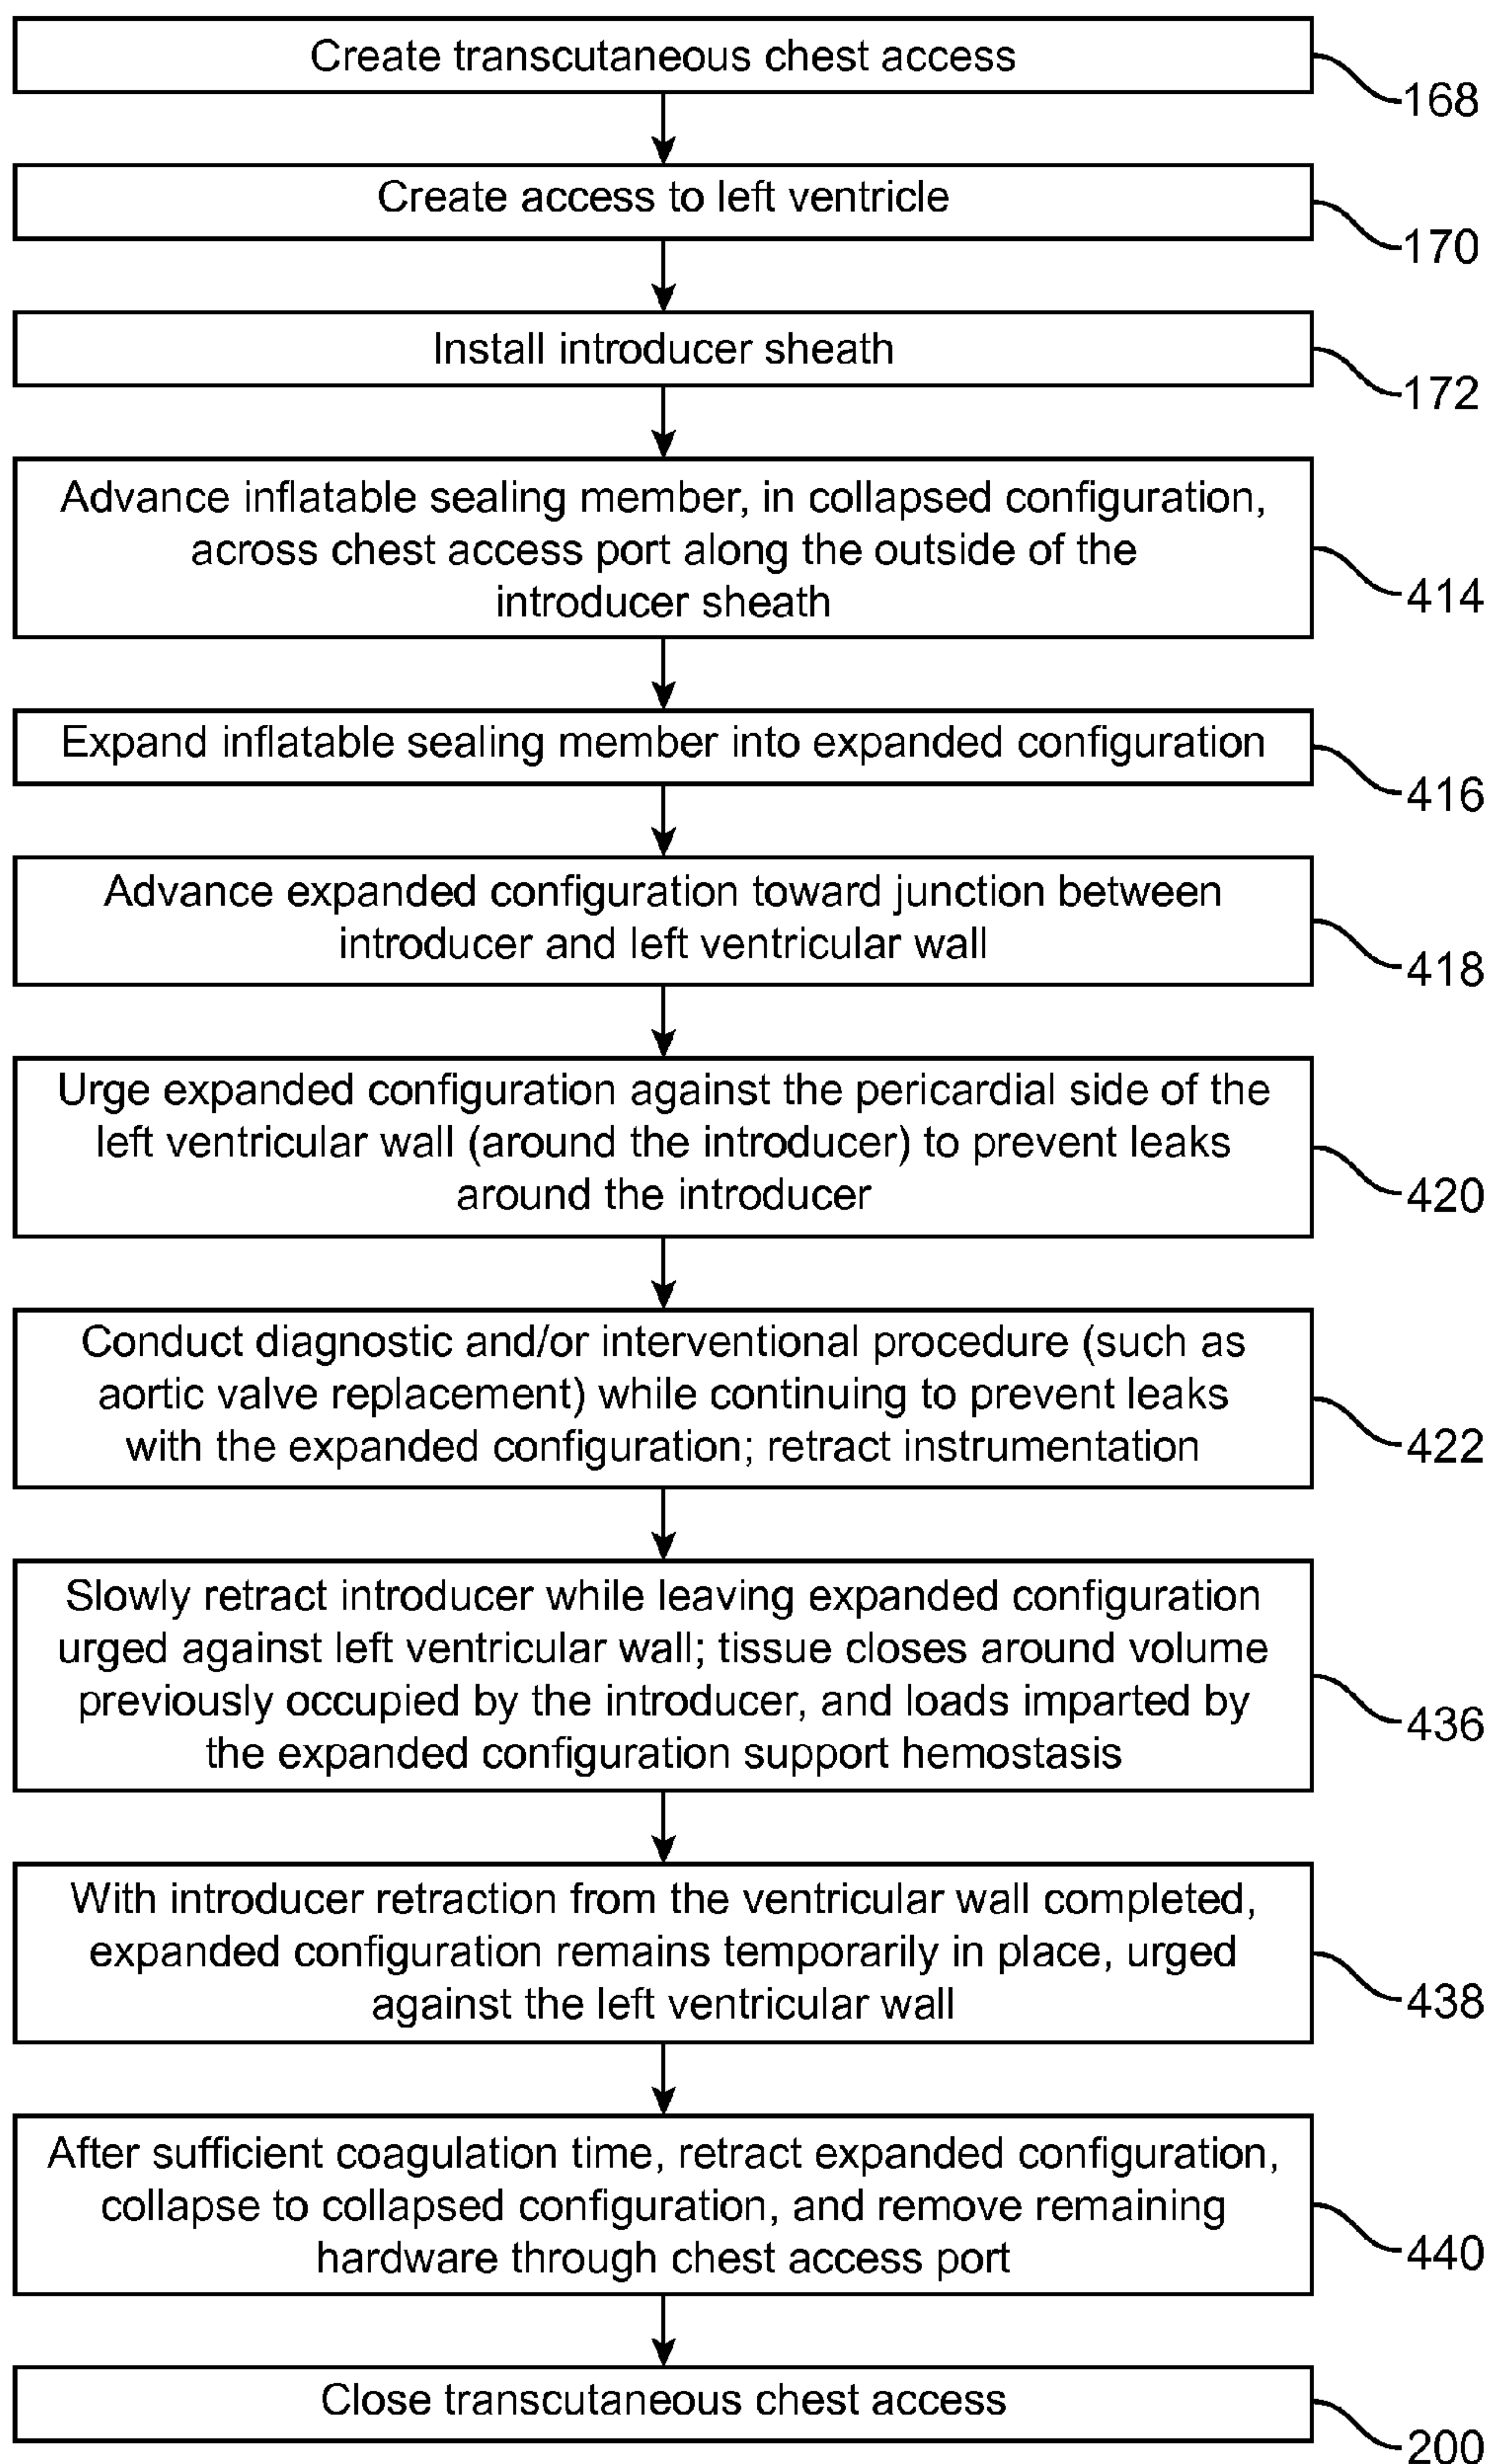 Create transcutaneous chest access
168
Create access to left ventricle
170
Install introducer sheath
172
Advance inflatable sealing member, in collapsed configuration,
across chest access port along the outside of the
introducer sheath
414
Expand inflatable sealing member into expanded configuration
416
Advance expanded configuration toward junction between
introducer and left ventricular wall
418
Urge expanded configuration against the pericardial side of the
left ventricular wall (around the introducer) to prevent leaks
around the introducer
420
Conduct diagnostic and/or interventional procedure (such as
aortic valve replacement) while continuing to prevent leaks
with the expanded configuration; retract instrumentation
422
Slowly retract introducer while leaving expanded configuration
urged against left ventricular wall; tissue closes around volume
previously occupied by the introducer, and loads imparted by
the expanded configuration support hemostasis
436
With introducer retraction from the ventricular wall completed,
expanded configuration remains temporarily in place, urged
against the left ventricular wall
438
After sufficient coagulation time, retract expanded configuration,
collapse to collapsed configuration, and remove remaining
hardware through chest access port
440
Close transcutaneous chest access
200